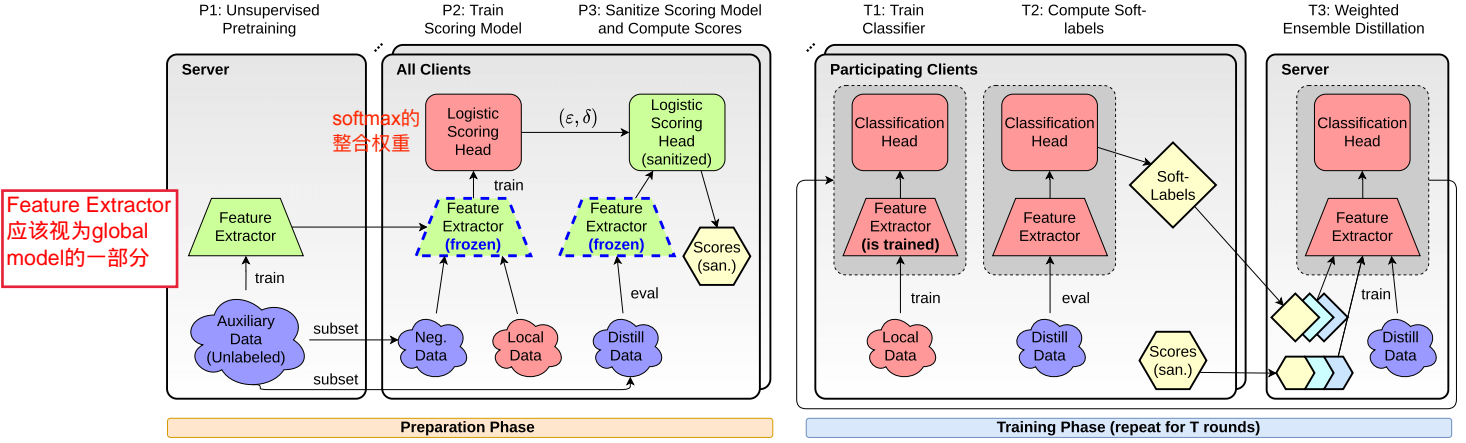 P1: Unsupervised
Pretraining
P2: Train
Scoring Model
P3: Sanitize Scoring Model
and Compute Scores
T1: Train
Classifier
T2: Compute Soft-
labels
T3: Weighted
Ensemble Distillation
Server
Feature
Extractor
train
Auxiliary
Data
(Unlabeled)
subset
subset
Feature Extractor
应该视为global
model的一部分
softmax的
整合权重
All Clients
Logistic
Scoring
Head
(ε, δ)
Logistic
Scoring
Head
(sanitized)
train
Feature
Extractor
(frozen)
Feature
Extractor
(frozen)
Scores
(san.)
eval
Neg.
Data
Local
Data
Distill
Data
Participating Clients
Classification
Head
Feature
Extractor
(is trained)
train
Local
Data
Classification
Head
Feature
Extractor
eval
Distill
Data
Soft-
Labels
Scores
(san.)
Server
Classification
Head
Feature
Extractor
train
Distill
Data
Preparation Phase
Training Phase (repeat for T rounds)